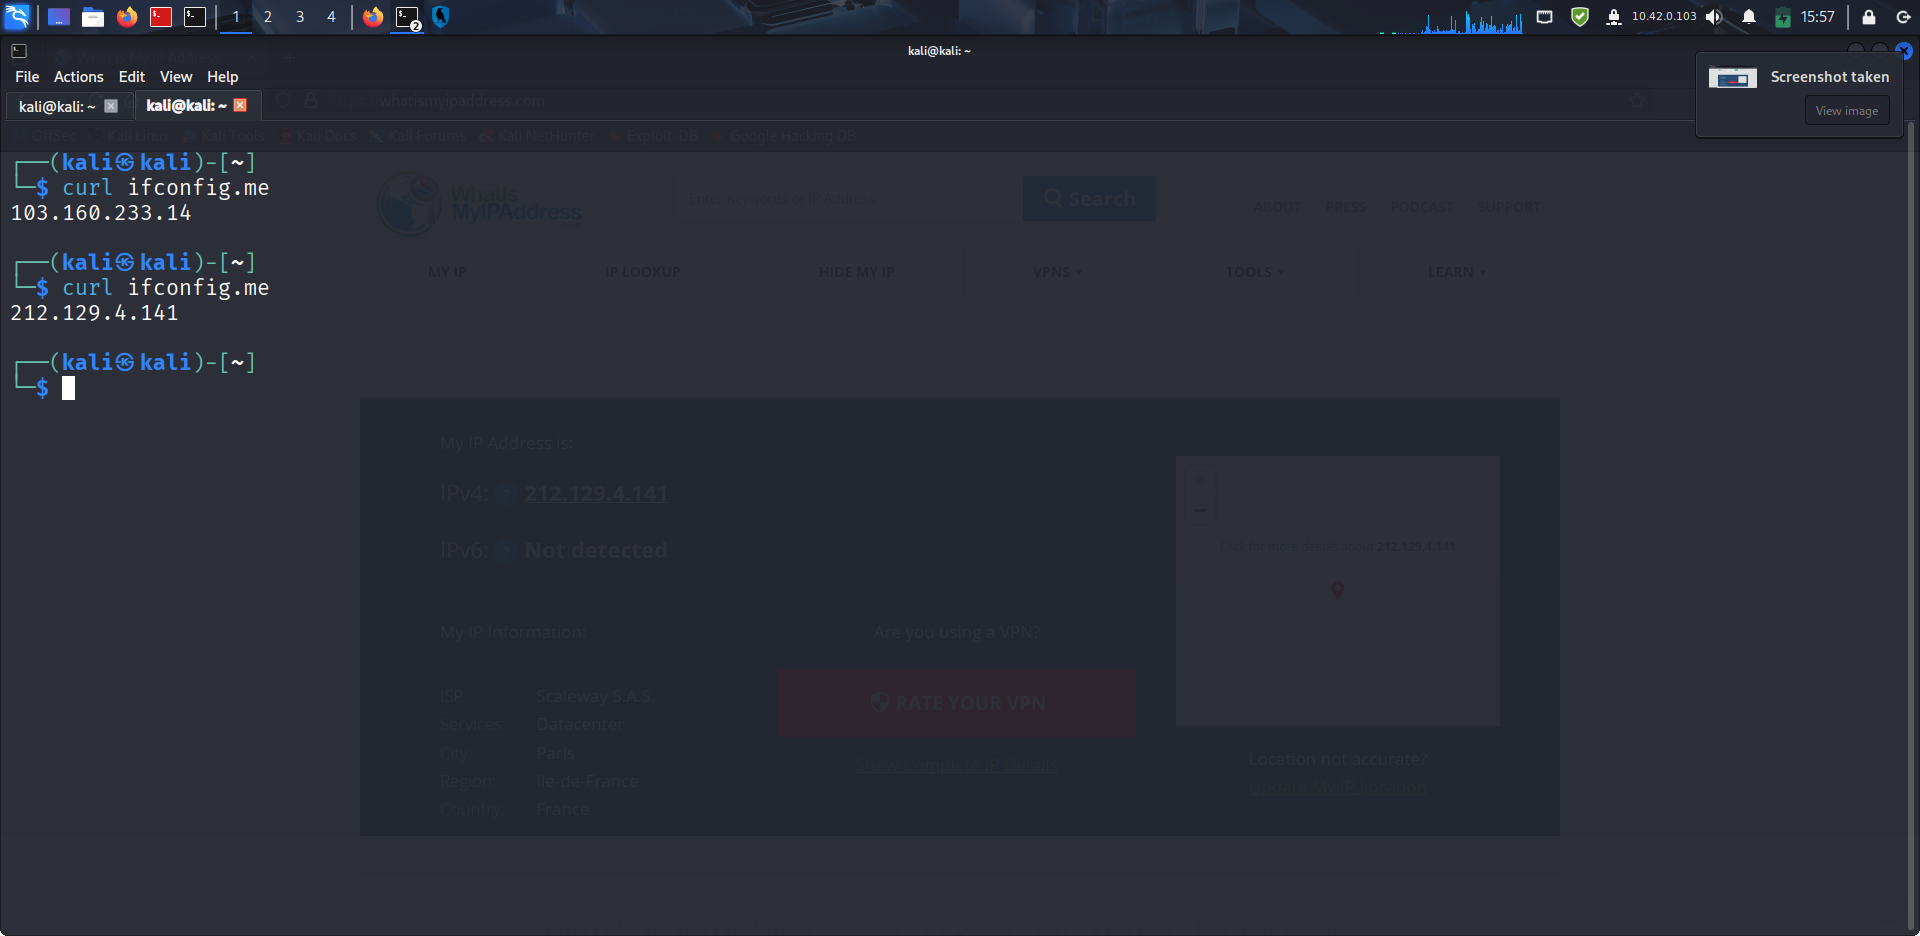 1 2 3 4 2 10.42.0.103 15:57
kali@kali: ~
File Actions Edit View Help
Screenshot taken
View image
kali@kali: ~ kali@kali: ~
whatismyipaddress.com
OffSec Kali Linux Kali Tools Kali Docs Kali Forums Kali NetHunter Exploit-DB Google Hacking DB
┌──(kali㉿kali)-[~]
└─$ curl ifconfig.me
103.160.233.14
┌──(kali㉿kali)-[~]
└─$ curl ifconfig.me
212.129.4.141
┌──(kali㉿kali)-[~]
└─$
WhatIs
MyIPAddress
Enter Keywords or IP Address
Search
ABOUT PRESS PODCAST SUPPORT
MY IP IP LOOKUP HIDE MY IP VPNS TOOLS LEARN
My IP Address is:
IPv4: 212.129.4.141
IPv6: Not detected
Click for more details about 212.129.4.141
My IP Information:
Are you using a VPN?
ISP: Scaleway S.A.S.
Services: Datacenter
City: Paris
Region: Ile-de-France
Country: France
RATE YOUR VPN
Show Complete IP Details
Location not accurate?
Update My IP Location